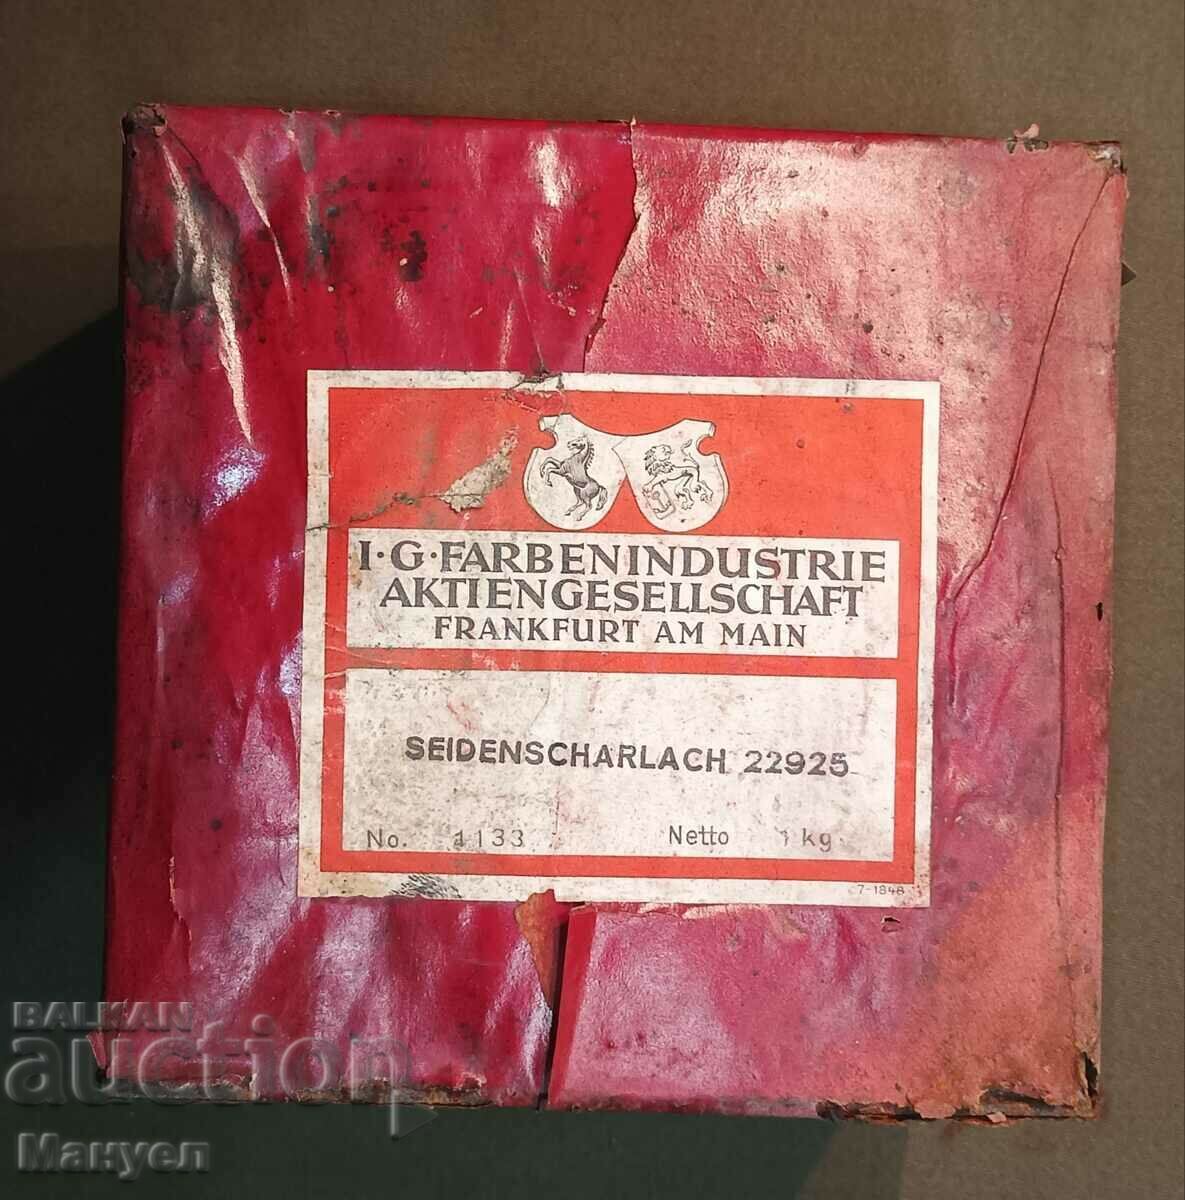 I·G·FARBENINDUSTRIE
AKTIENGESELLSCHAFT
FRANKFURT AM MAIN
SEIDENSCHARLACH 22925
No. 1133 Netto 1 kg
7-1848
BALKAN
auction
Мануел